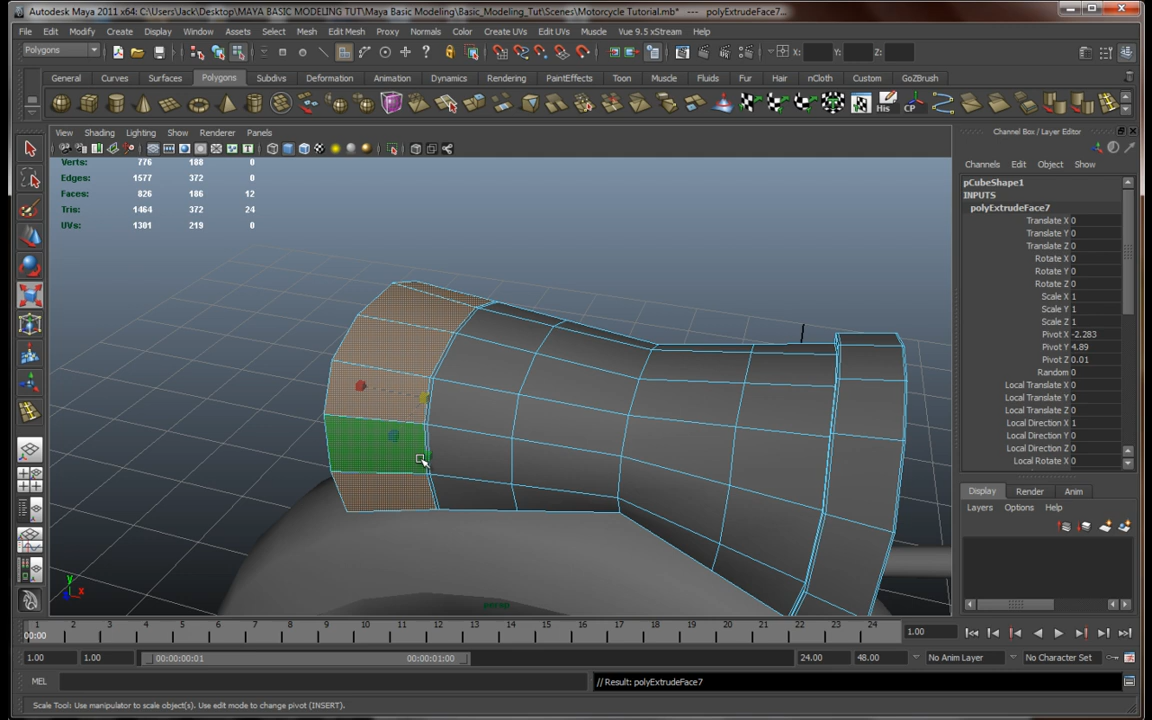 Autodesk Maya 2011 x64: C:\Users\Jack\Desktop\MAYA BASIC MODELING TUT\Maya Basic Modeling\Basic_Modeling_Tut\Scenes\Motorcycle Tutorial.mb* --- polyExtrudeFace7...
File Edit Modify Create Display Window Assets Select Mesh Edit Mesh Proxy Normals Color Create UVs Edit UVs Muscle Vue 9.5 xStream Help
Polygons X: Y: Z:
General Curves Surfaces Polygons Subdivs Deformation Animation Dynamics Rendering PaintEffects Toon Muscle Fluids Fur Hair nCloth Custom GoZBrush
His CP
View Shading Lighting Show Renderer Panels
Channel Box / Layer Editor
Channels Edit Object Show
Verts: 776 188 0
Edges: 1577 372 0
Faces: 826 186 12
Tris: 1464 372 24
UVs: 1301 219 0
pCubeShape1
INPUTS
polyExtrudeFace7
Translate X 0
Translate Y 0
Translate Z 0
Rotate X 0
Rotate Y 0
Rotate Z 0
Scale X 1
Scale Y 1
Scale Z 1
Pivot X -2.283
Pivot Y 4.89
Pivot Z 0.01
Random 0
Local Translate X 0
Local Translate Y 0
Local Translate Z 0
Local Direction X 1
Local Direction Y 0
Local Direction Z 0
Local Rotate X 0
Display Render Anim
Layers Options Help
y
x
persp
1 2 3 4 5 6 7 8 9 10 11 12 13 14 15 16 17 18 19 20 21 22 23 24
00:00
1.00
1.00 1.00 00:00:00:01 00:00:01:00 24.00 48.00 No Anim Layer No Character Set
MEL // Result: polyExtrudeFace7
Scale Tool: Use manipulator to scale object(s). Use edit mode to change pivot (INSERT).